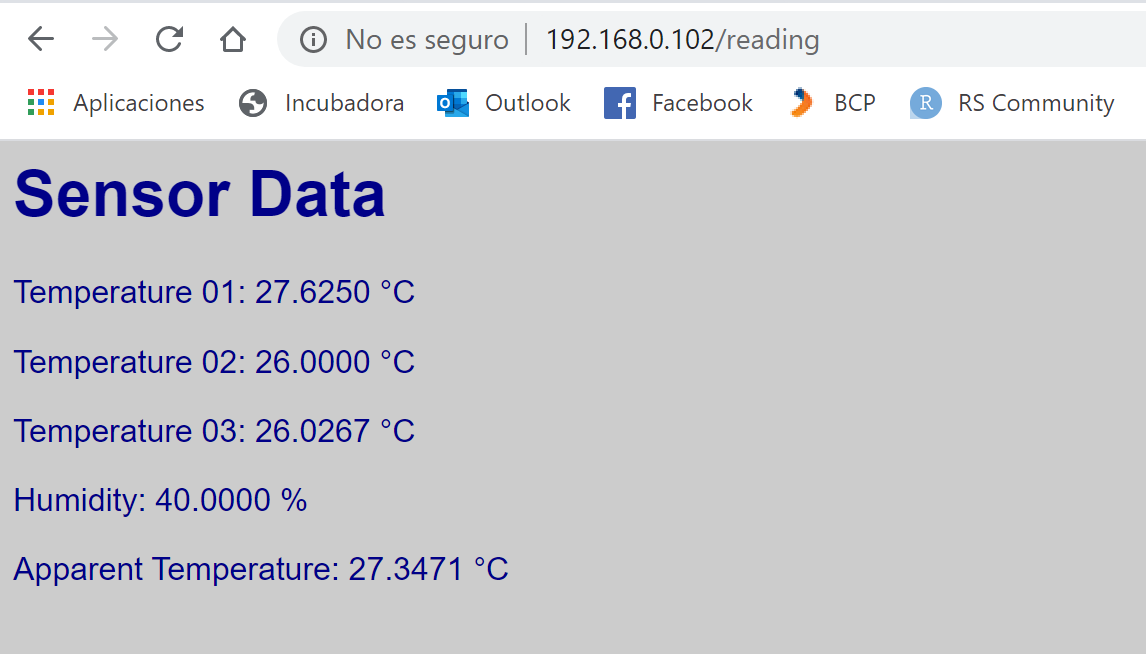 No es seguro 192.168.0.102/reading
Aplicaciones Incubadora Outlook Facebook BCP R RS Community
Sensor Data
Temperature 01: 27.6250 °C
Temperature 02: 26.0000 °C
Temperature 03: 26.0267 °C
Humidity: 40.0000 %
Apparent Temperature: 27.3471 °C